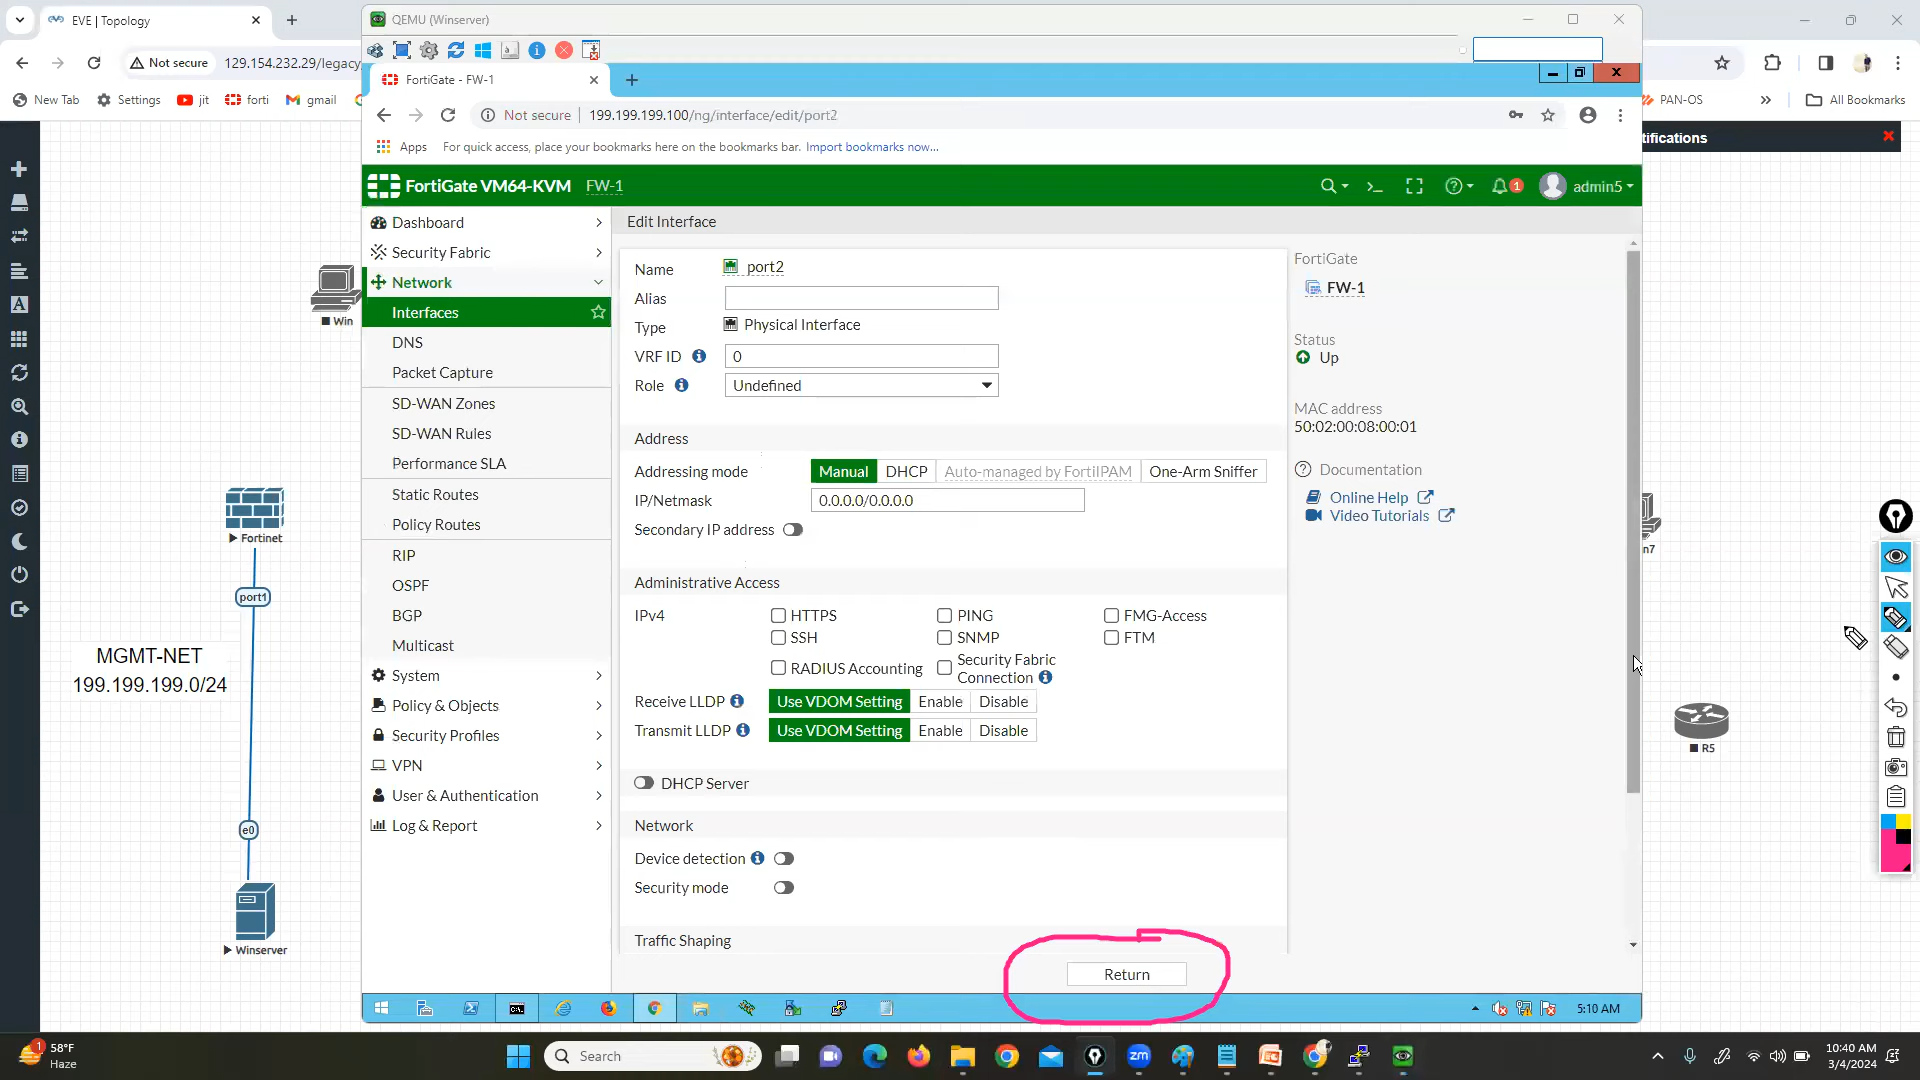 EVE | Topology
QEMU (Winserver)
Not secure
129.154.232.29/legacy
New Tab
Settings
jit
forti
gmail
PAN-OS
All Bookmarks
FortiGate - FW-1
Not secure
199.199.199.100/ng/interface/edit/port2
Apps
For quick access, place your bookmarks here on the bookmarks bar. Import bookmarks now...
tifications
FortiGate VM64-KVM
FW-1
1
admin5
Dashboard
Security Fabric
Network
Interfaces
DNS
Packet Capture
SD-WAN Zones
SD-WAN Rules
Performance SLA
Static Routes
Policy Routes
RIP
OSPF
BGP
Multicast
System
Policy & Objects
Security Profiles
VPN
User & Authentication
Log & Report
Edit Interface
Name port2
Alias
Type Physical Interface
VRF ID 0
Role Undefined
Address
Addressing mode Manual DHCP Auto-managed by FortiIPAM One-Arm Sniffer
IP/Netmask 0.0.0.0/0.0.0.0
Secondary IP address
Administrative Access
IPv4 HTTPS PING FMG-Access
SSH SNMP FTM
RADIUS Accounting Security Fabric Connection
Receive LLDP Use VDOM Setting Enable Disable
Transmit LLDP Use VDOM Setting Enable Disable
DHCP Server
Network
Device detection
Security mode
Traffic Shaping
Return
FortiGate
FW-1
Status
Up
MAC address
50:02:00:08:00:01
Documentation
Online Help
Video Tutorials
Win
Fortinet
port1
MGMT-NET
199.199.199.0/24
e0
Winserver
n7
R5
5:10 AM
1
58°F
Haze
Search
10:40 AM
3/4/2024